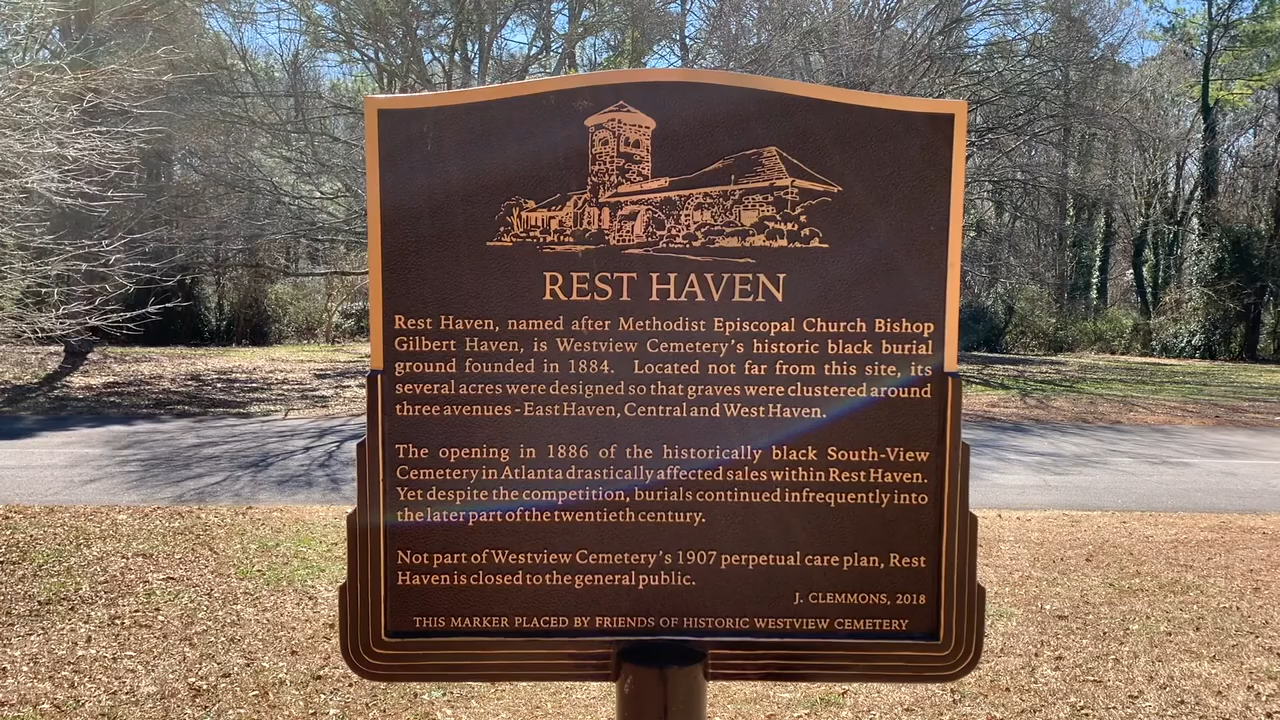 REST HAVEN
Rest Haven, named after Methodist Episcopal Church Bishop
Gilbert Haven, is Westview Cemetery's historic black burial
ground founded in 1884.  Located not far from this site, its
several acres were designed so that graves were clustered around
three avenues - East Haven, Central and West Haven.
The opening in 1886 of the historically black South-View
Cemetery in Atlanta drastically affected sales within Rest Haven.
Yet despite the competition, burials continued infrequently into
the later part of the twentieth century.
Not part of Westview Cemetery's 1907 perpetual care plan, Rest
Haven is closed to the general public.
J. CLEMMONS, 2018
THIS MARKER PLACED BY FRIENDS OF HISTORIC WESTVIEW CEMETERY